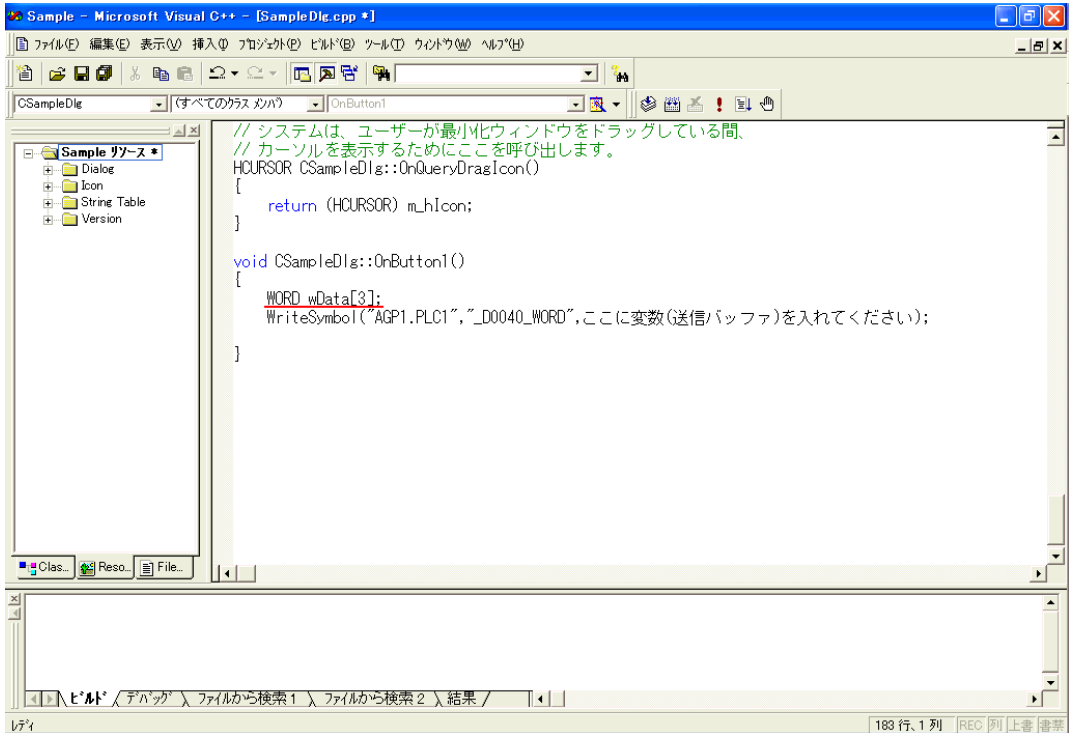 Sample - Microsoft Visual C++ - [SampleDlg.cpp *]
ファイル(F) 編集(E) 表示(V) 挿入(I) プロジェクト(P) ビルド(B) ツール(T) ウィンドウ(W) ヘルプ(H)
CSampleDlg (すべてのクラス メンバ) OnButton1
Sample リソース *
Dialog
Icon
String Table
Version
// システムは、ユーザーが最小化ウィンドウをドラッグしている間、
// カーソルを表示するためにここを呼び出します。
HCURSOR CSampleDlg::OnQueryDragIcon()
{
return (HCURSOR) m_hIcon;
}
void CSampleDlg::OnButton1()
{
WORD wData[3];
WriteSymbol("AGP1.PLC1","_D0040_WORD",ここに変数(送信バッファ)を入れてください);
}
Clas... Reso... File...
ビルド デバッグ ファイルから検索1 ファイルから検索2 結果
レディ 183 行、1 列 REC 列 上書 書禁